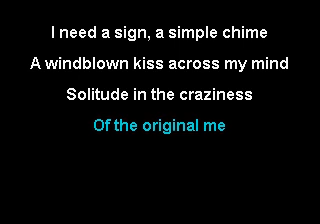 I need a sign, a simple chime
A windblown kiss across my mind
Solitude in the craziness
Of the original me